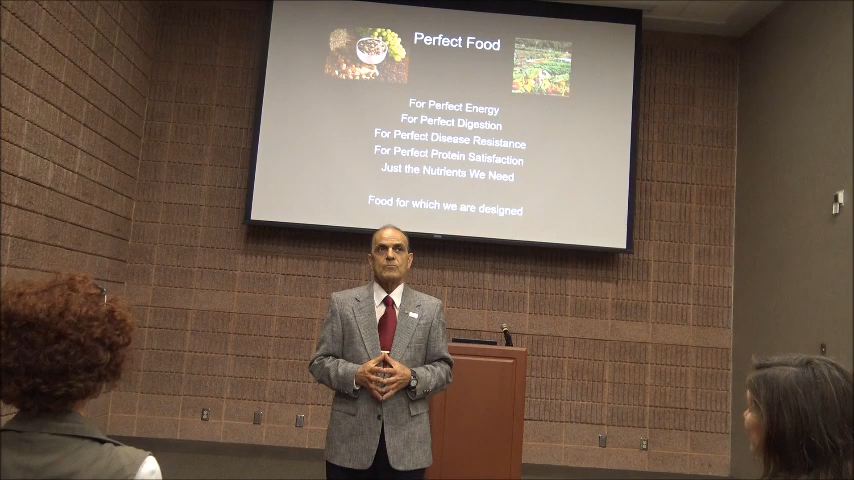 Perfect Food
For Perfect Energy
For Perfect Digestion
For Perfect Disease Resistance
For Perfect Protein Satisfaction
Just the Nutrients We Need
Food for which we are designed